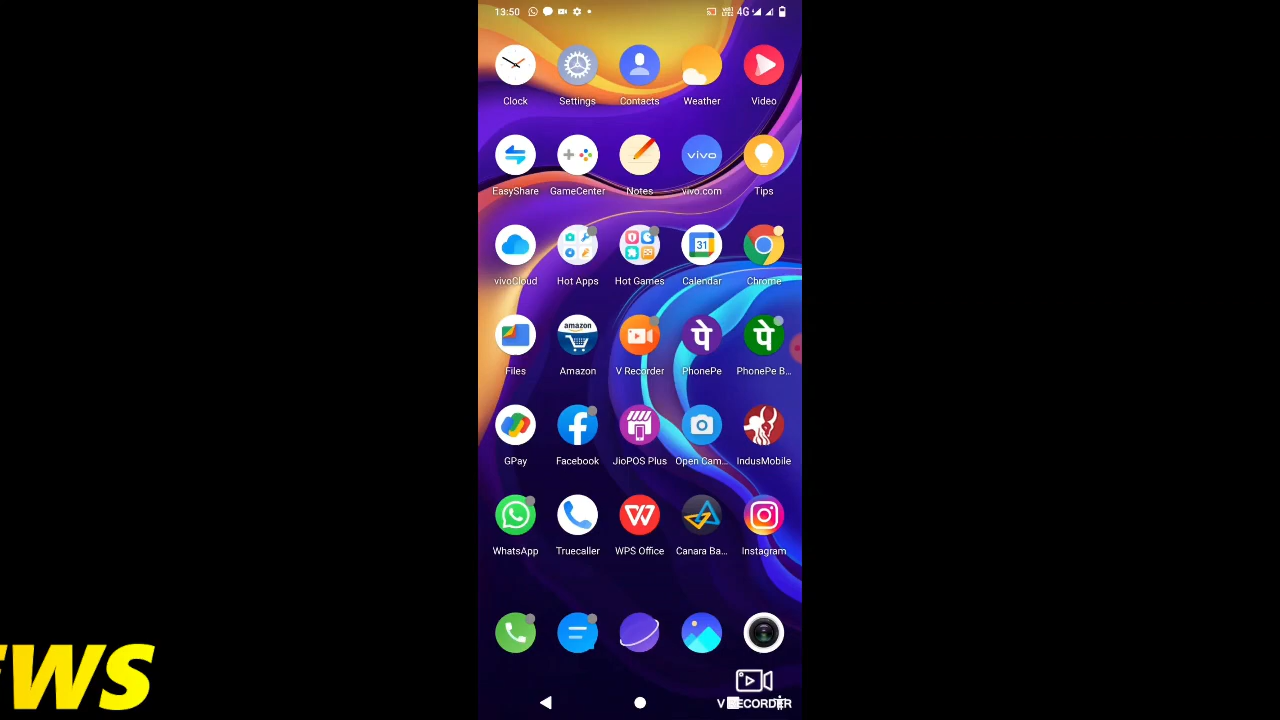 13:50 4G
Clock Settings Contacts Weather Video
vivo
EasyShare GameCenter Notes vivo.com Tips
31
vivoCloud Hot Apps Hot Games Calendar Chrome
amazon पे पे
Files Amazon V Recorder PhonePe PhonePe B...
GPay Facebook JioPOS Plus Open Cam... IndusMobile
WhatsApp Truecaller WPS Office Canara Ba... Instagram
EWS
V RECORDER